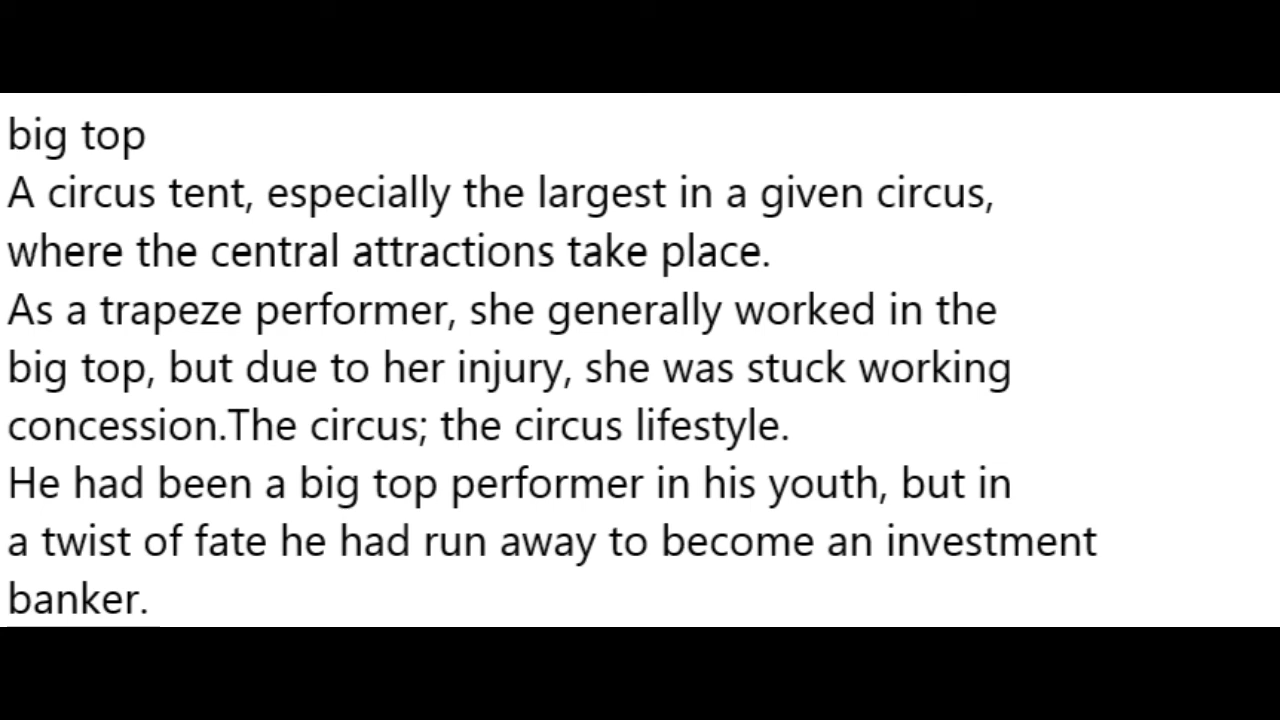 big top
A circus tent, especially the largest in a given circus,
where the central attractions take place.
As a trapeze performer, she generally worked in the
big top, but due to her injury, she was stuck working
concession.The circus; the circus lifestyle.
He had been a big top performer in his youth, but in
a twist of fate he had run away to become an investment
banker.